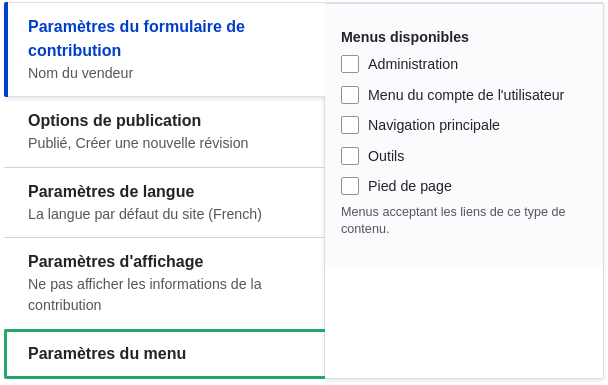 Paramètres du formulaire de
contribution
Nom du vendeur
Options de publication
Publié, Créer une nouvelle révision
Paramètres de langue
La langue par défaut du site (French)
Paramètres d'affichage
Ne pas afficher les informations de la
contribution
Paramètres du menu
Menus disponibles
Administration
Menu du compte de l'utilisateur
Navigation principale
Outils
Pied de page
Menus acceptant les liens de ce type de
contenu.